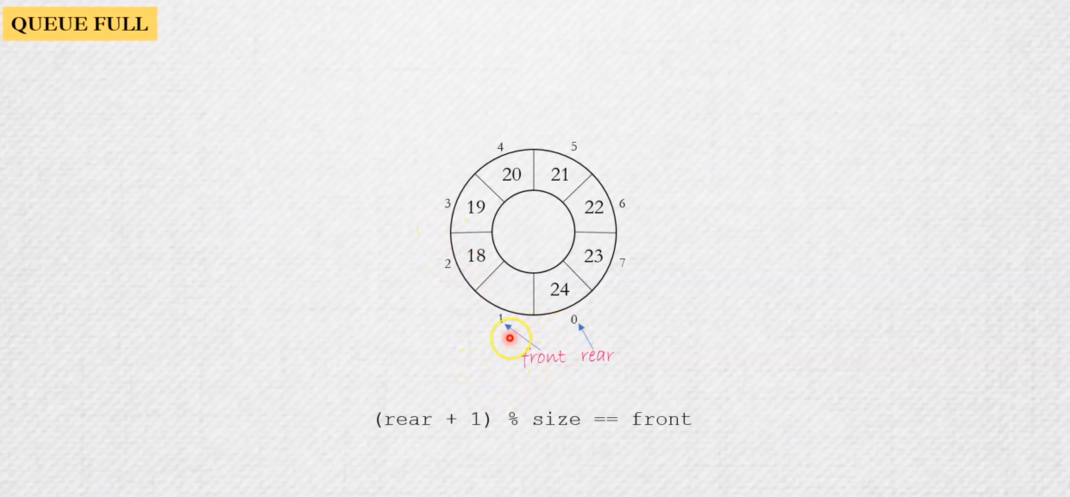 QUEUE FULL
4 5
20 21
3 19 22 6
2 18 23 7
24
1 0
front rear
(rear + 1) % size == front